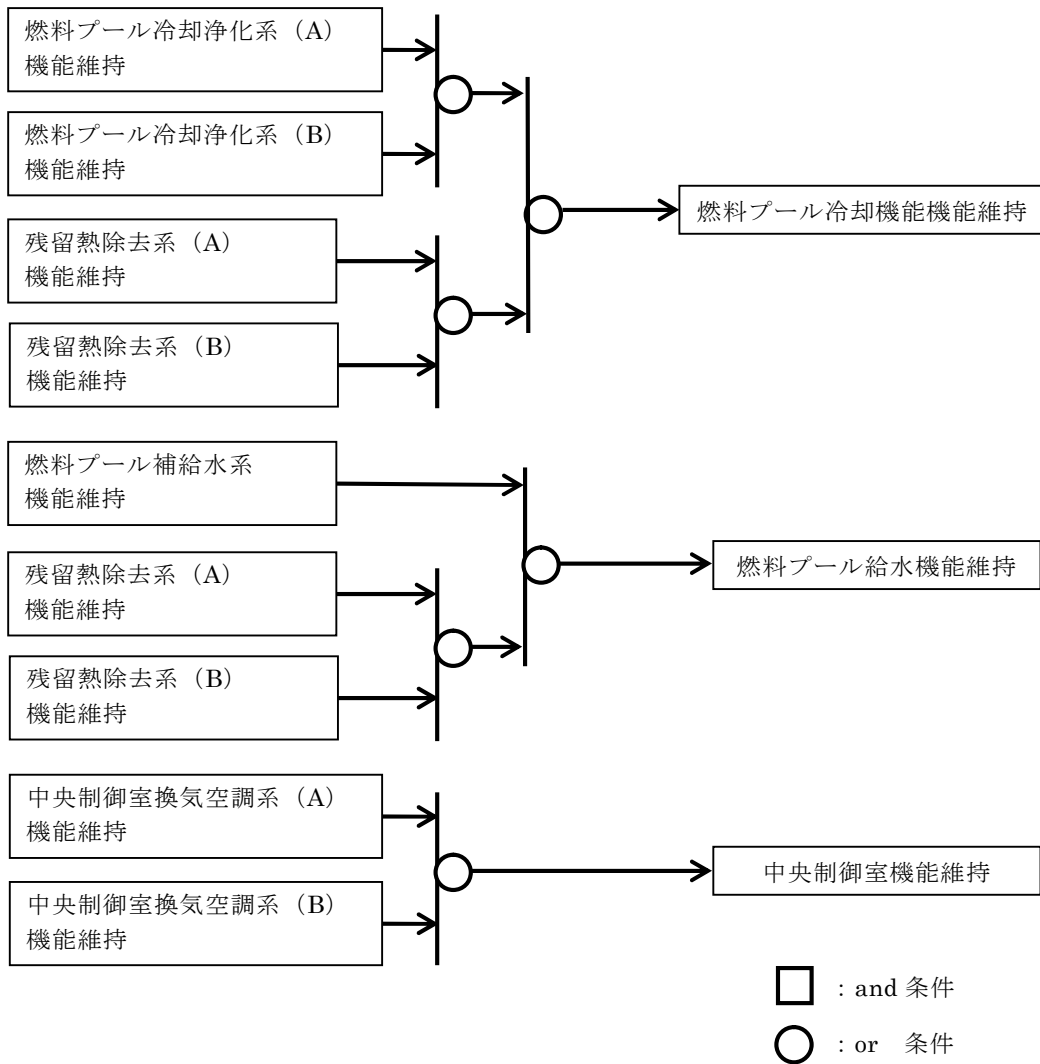 燃料プール冷却浄化系（A）
機能維持
燃料プール冷却浄化系（B）
機能維持
燃料プール冷却機能機能維持
残留熱除去系（A）
機能維持
残留熱除去系（B）
機能維持
燃料プール補給水系
機能維持
燃料プール給水機能維持
残留熱除去系（A）
機能維持
残留熱除去系（B）
機能維持
中央制御室換気空調系（A）
機能維持
中央制御室機能維持
中央制御室換気空調系（B）
機能維持
：and 条件
：or 条件